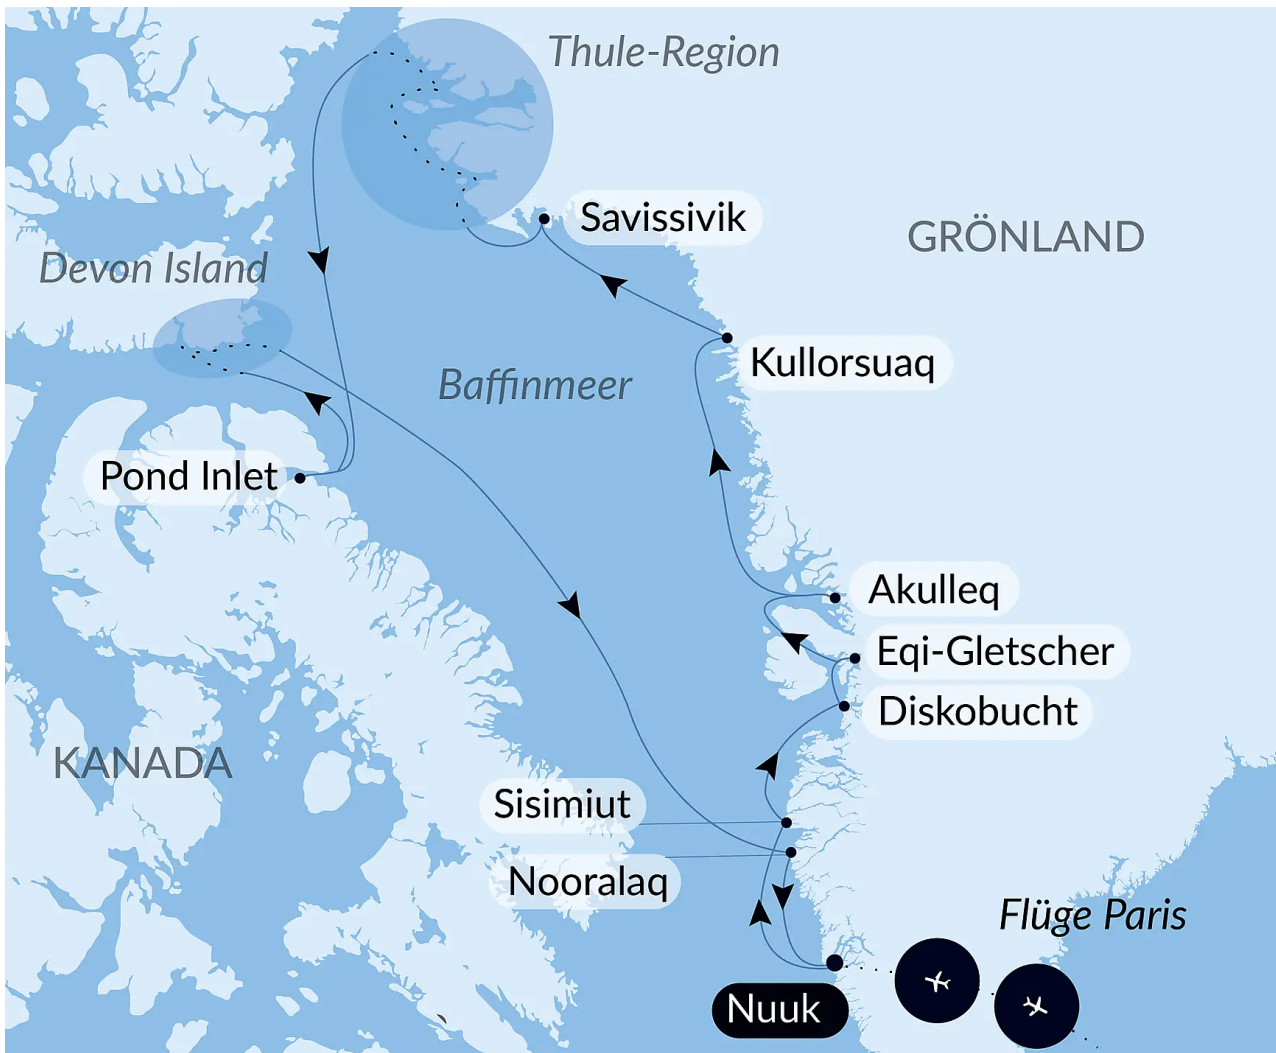 Thule-Region
Savissivik
GRÖNLAND
Devon Island
Kullorsuaq
Baffinmeer
Pond Inlet
Akulleq
Eqi-Gletscher
Diskobucht
KANADA
Sisimiut
Nooralaq
Flüge Paris
Nuuk